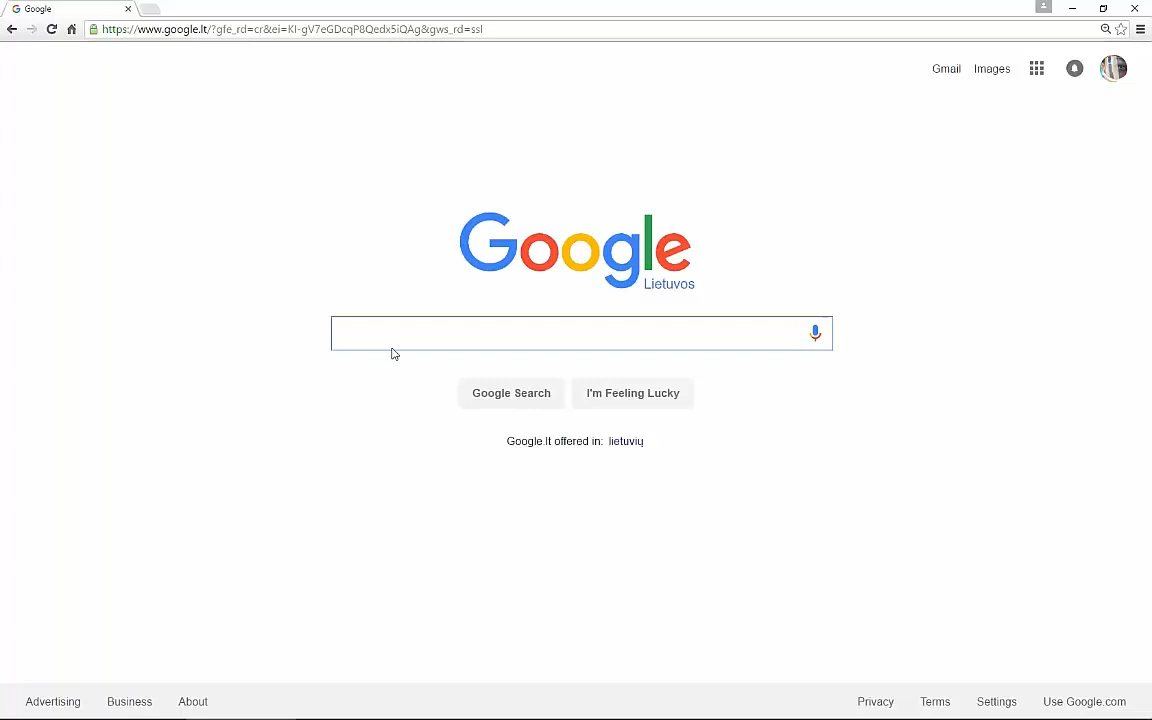 Google
https://www.google.lt/?gfe_rd=cr&ei=KI-gV7eGDcqP8Qedx5iQAg&gws_rd=ssl
Gmail Images
Google
Lietuvos
Google Search I'm Feeling Lucky
Google.lt offered in: lietuvių
Advertising Business About Privacy Terms Settings Use Google.com